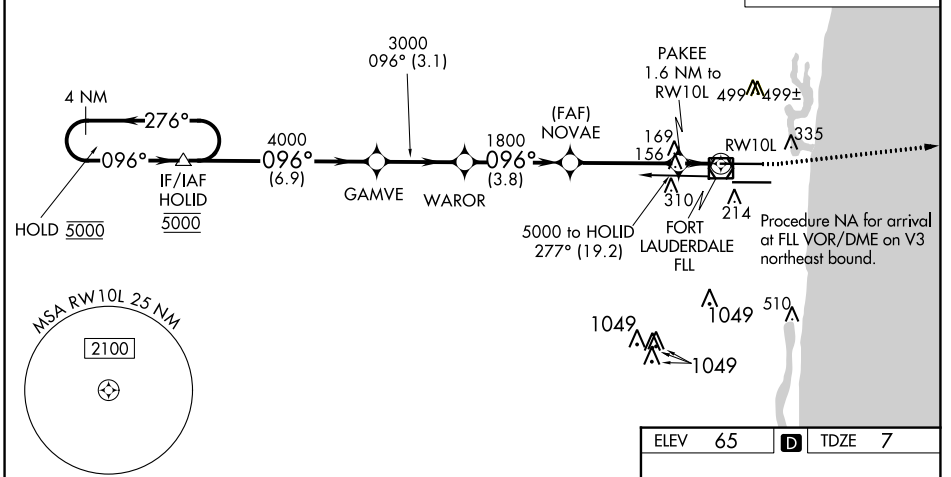 3000
096° (3.1)
PAKEE
1.6 NM to
RW10L
499 499±
4 NM
276°
(FAF)
NOVAE
4000
096°
(6.9)
1800
096°
(3.8)
169
156
RW10L
335
096°
IF/IAF
HOLID
5000
GAMVE
WAROR
HOLD 5000
310
214
5000 to HOLID
277° (19.2)
FORT
LAUDERDALE
FLL
Procedure NA for arrival
at FLL VOR/DME on V3
northeast bound.
MSA RW10L 25 NM
2100
1049
510
1049
1049
ELEV 65 D TDZE 7